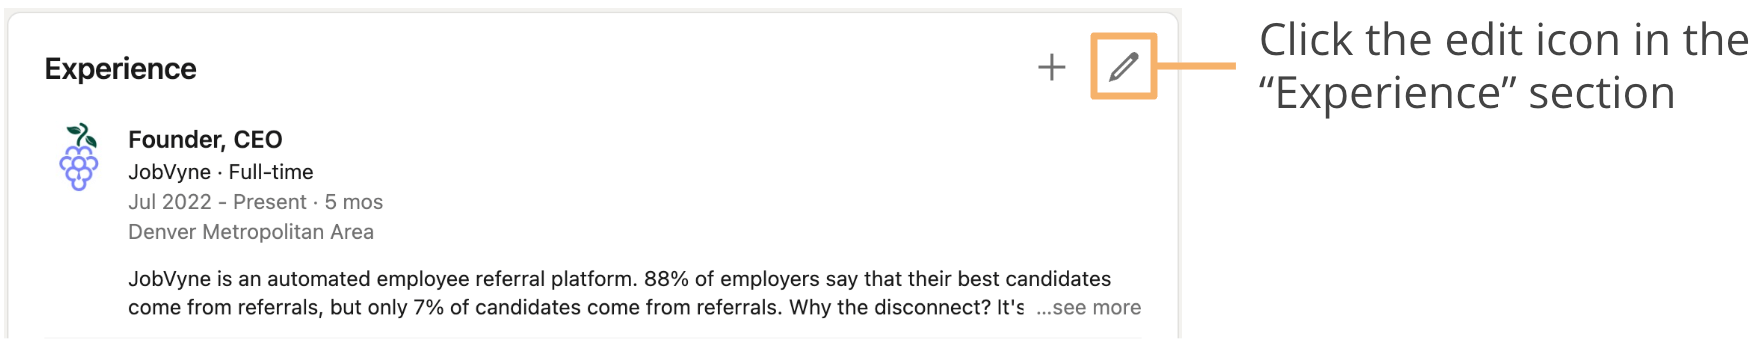 Experience
Click the edit icon in the
“Experience” section
Founder, CEO
JobVyne · Full-time
Jul 2022 - Present · 5 mos
Denver Metropolitan Area
JobVyne is an automated employee referral platform. 88% of employers say that their best candidates
come from referrals, but only 7% of candidates come from referrals. Why the disconnect? It's ...see more